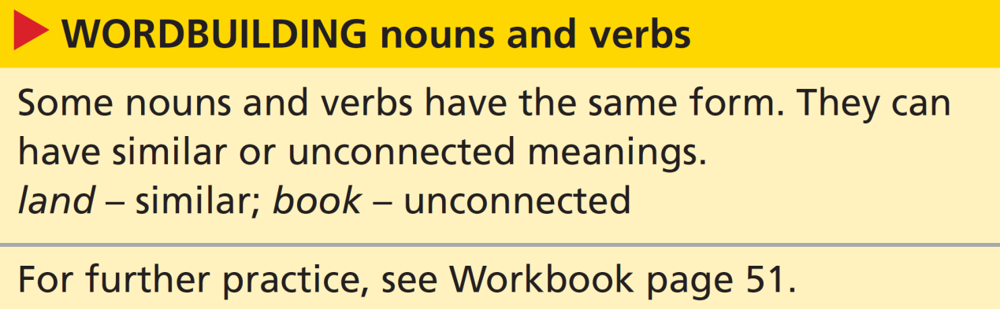 WORDBUILDING nouns and verbs
Some nouns and verbs have the same form. They can
have similar or unconnected meanings.
land – similar; book – unconnected
For further practice, see Workbook page 51.